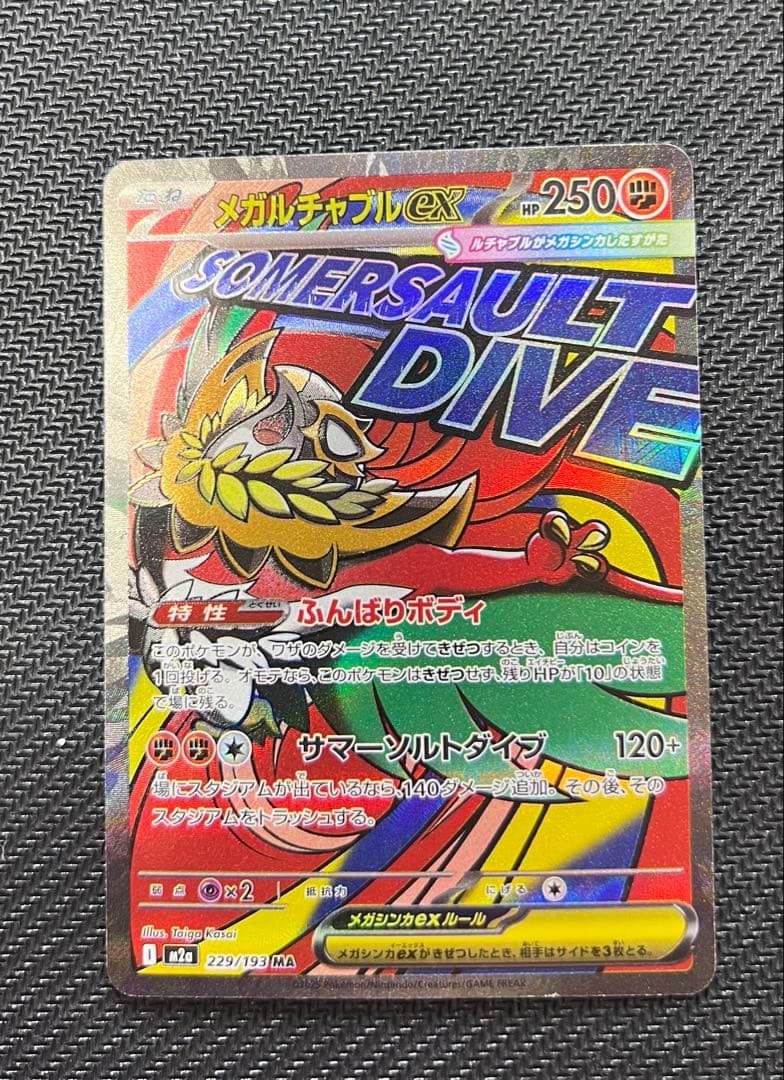 たね メガルチャブルex HP250
ルチャブルがメガシンカしたすがた
SOMERSAULT
DIVE
特性 とくせい ふんばりボディ
このポケモンが、ワザのダメージを受けてきぜつするとき、自分はコインを
1回投げる。オモテなら、このポケモンはきぜつせず、残りHPが「10」の状態
で場に残る。
サマーソルトダイブ 120+
場にスタジアムが出ているなら、140ダメージ追加。その後、その
スタジアムをトラッシュする。
弱点 ×2 抵抗力 にげる
メガシンカexルール
メガシンカexがきぜつしたとき、相手はサイドを3枚とる。
Illus. Taiga Kasai
I m2a 229/193 MA
©2025 Pokémon/Nintendo/Creatures/GAME FREAK